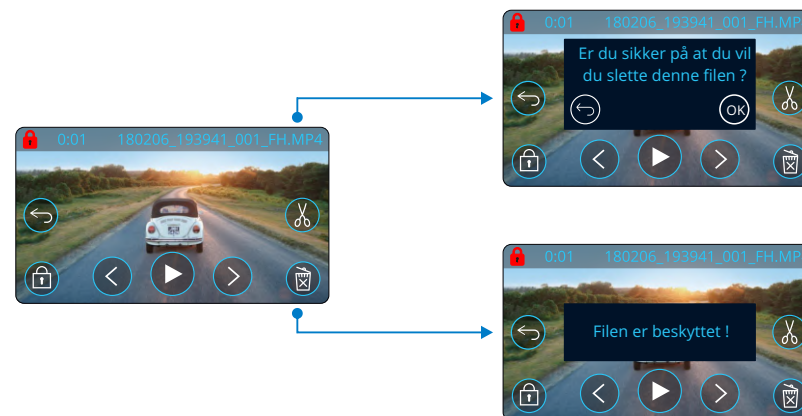 0:01 180206_193941_001_FH.MP4
0:01 180206_193941_001_FH.MP
Er du sikker på at du vil
du slette denne filen ?
OK
0:01 180206_193941_001_FH.MP
Filen er beskyttet !